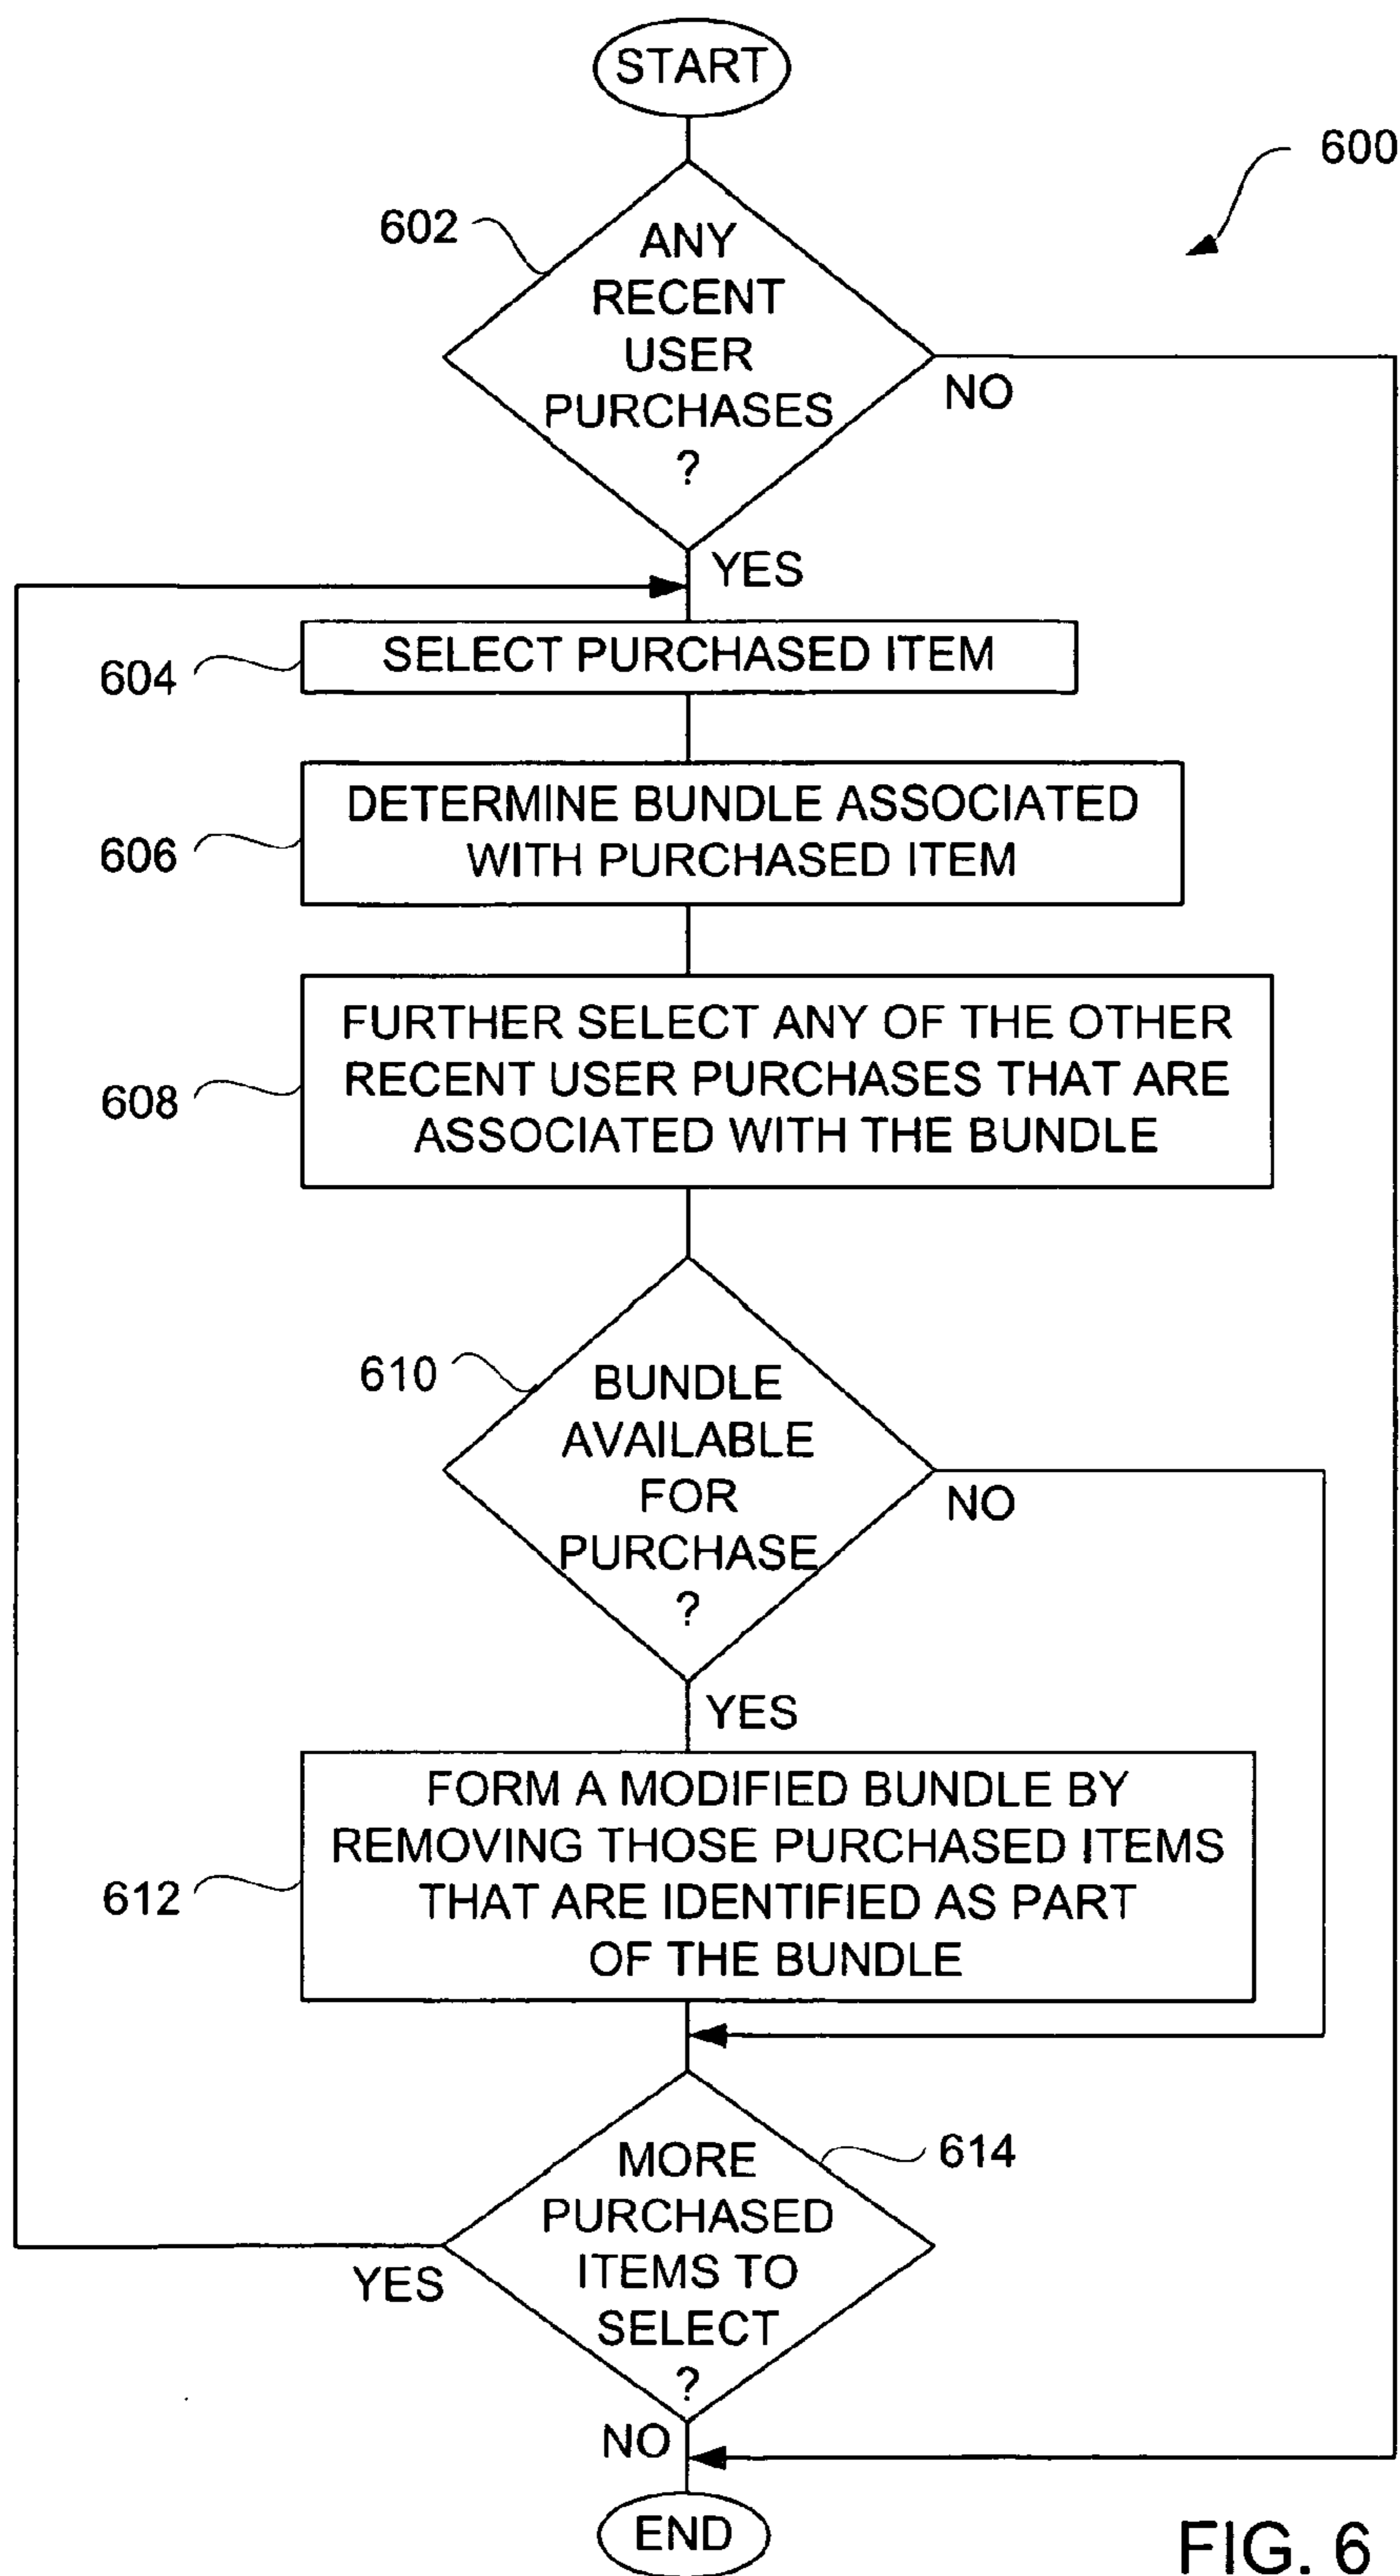 START
600
602
ANY
RECENT
USER
PURCHASES
?
NO
YES
604
SELECT PURCHASED ITEM
606
DETERMINE BUNDLE ASSOCIATED
WITH PURCHASED ITEM
608
FURTHER SELECT ANY OF THE OTHER
RECENT USER PURCHASES THAT ARE
ASSOCIATED WITH THE BUNDLE
610
BUNDLE
AVAILABLE
FOR
PURCHASE
?
NO
YES
612
FORM A MODIFIED BUNDLE BY
REMOVING THOSE PURCHASED ITEMS
THAT ARE IDENTIFIED AS PART
OF THE BUNDLE
614
MORE
PURCHASED
ITEMS TO
SELECT
?
YES
NO
END
FIG. 6